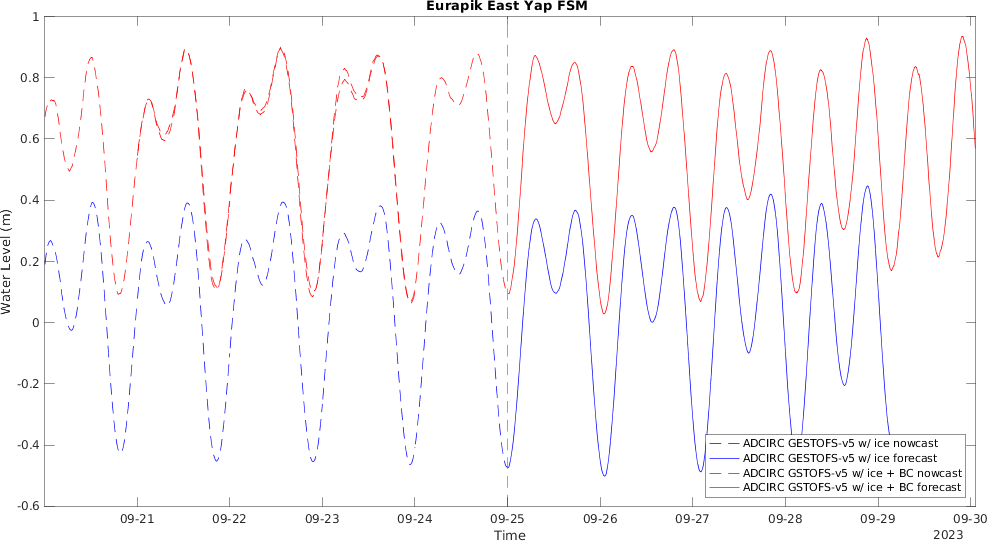 Eurapik East Yap FSM
Water Level (m)
1
0.8
0.6
0.4
0.2
0
-0.2
-0.4
-0.6
09-21 09-22 09-23 09-24 09-25 09-26 09-27 09-28 09-29 09-30
Time
2023
ADCIRC GESTOFS-v5 w/ ice nowcast
ADCIRC GESTOFS-v5 w/ ice forecast
ADCIRC GSTOFS-v5 w/ ice + BC nowcast
ADCIRC GSTOFS-v5 w/ ice + BC forecast